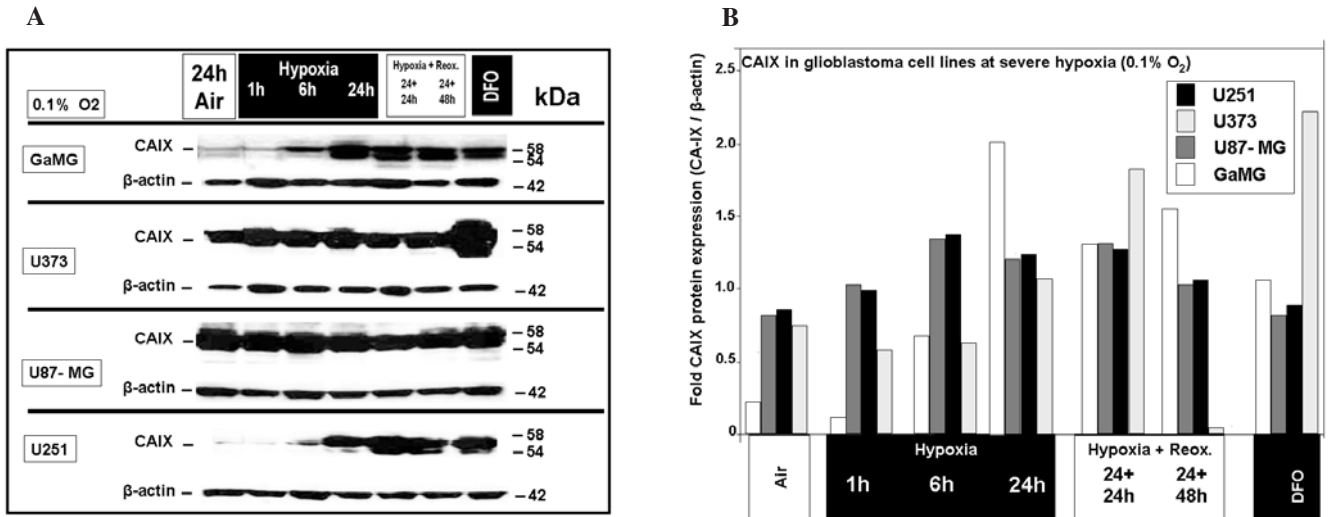 A
24h Air
Hypoxia
1h 6h 24h
Hypoxia + Reox.
24+ 24h
24+ 48h
DFO
kDa
0.1% O2
GaMG
CAIX – – 58
– 54
β-actin – – 42
U373
CAIX – – 58
– 54
β-actin – – 42
U87- MG
CAIX – – 58
– 54
β-actin – – 42
U251
CAIX – 58
– 54
β-actin – – 42
B
CAIX in glioblastoma cell lines at severe hypoxia (0.1% O2)
Fold CAIX protein expression (CA-IX / β-actin)
2.5
2.0
1.5
1.0
0.5
0
U251
U373
U87- MG
GaMG
Air
Hypoxia
1h 6h 24h
Hypoxia + Reox.
24+ 24h
24+ 48h
DFO